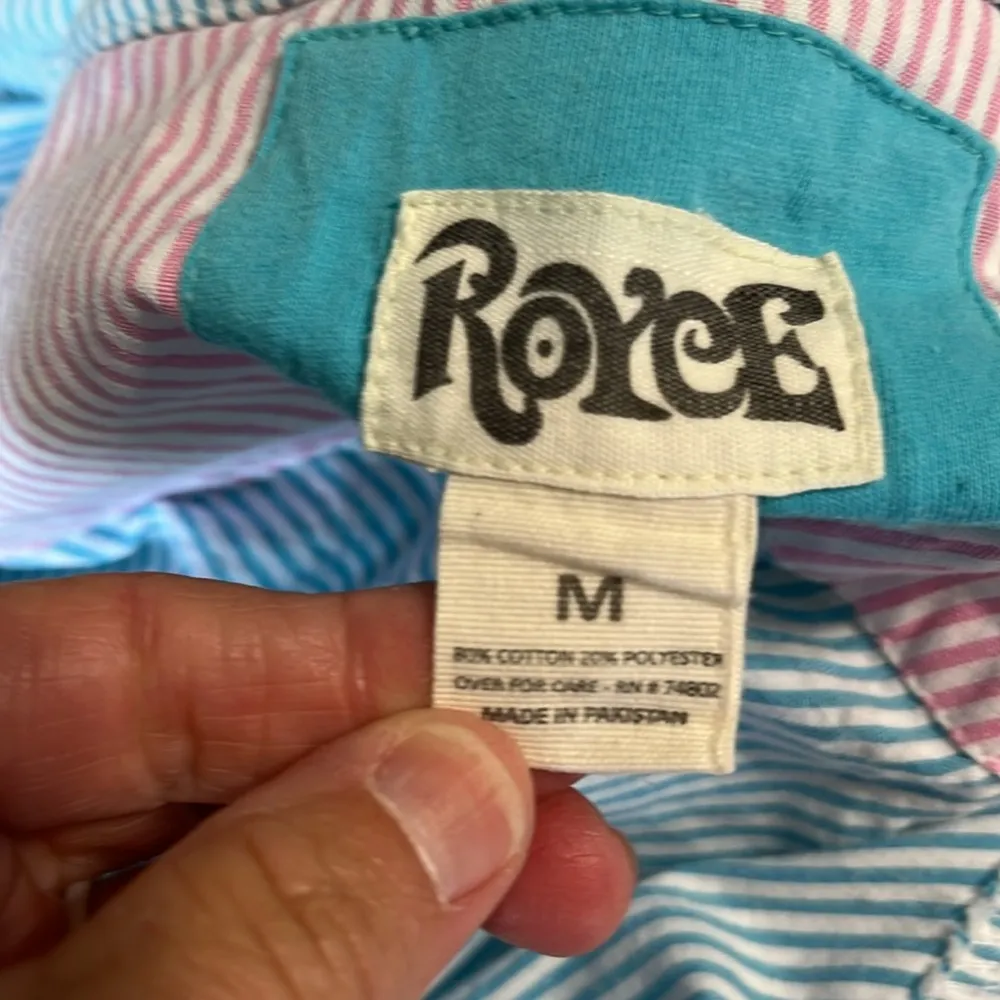 ROYCE
M
80% COTTON 20% POLYESTER
OVER FOR CARE - RN # 74802
MADE IN PAKISTAN